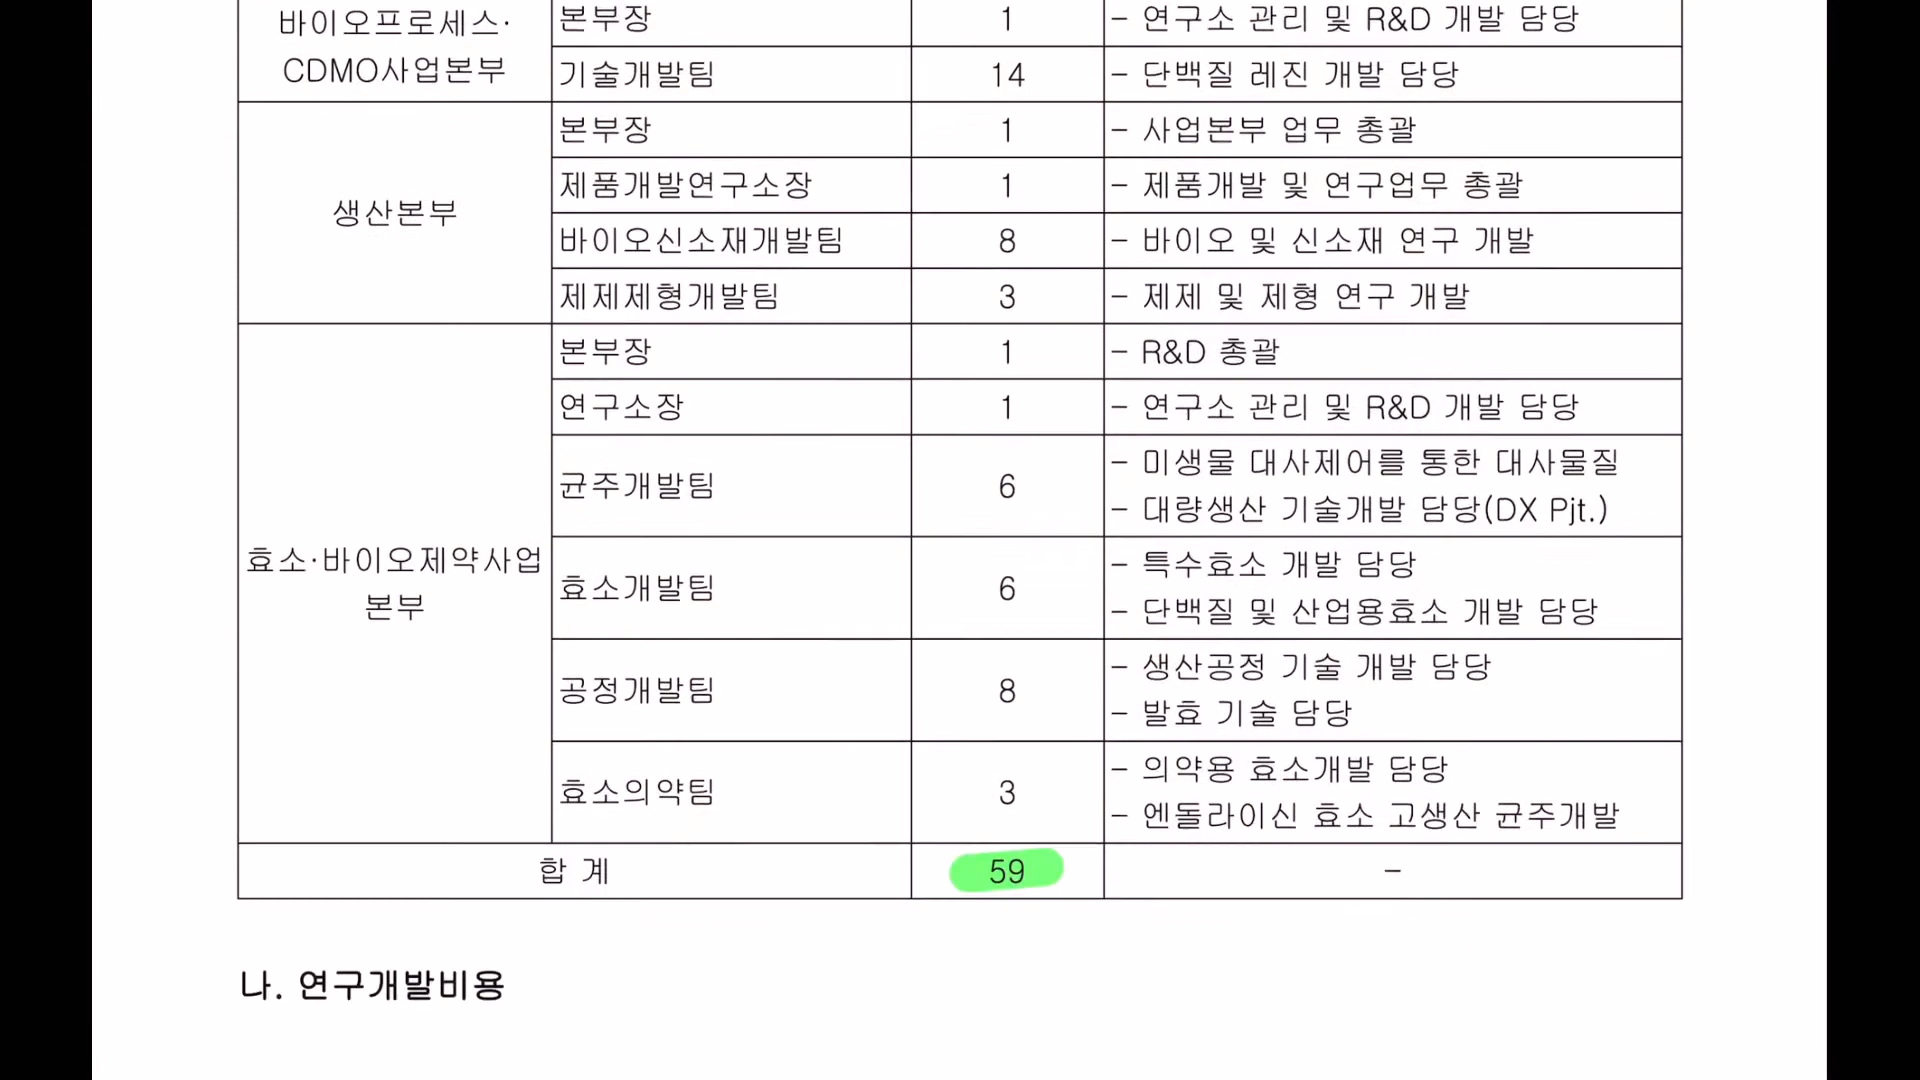 바이오프로세스·
CDMO사업본부
본부장
1
- 연구소 관리 및 R&D 개발 담당
기술개발팀
14
- 단백질 레진 개발 담당
생산본부
본부장
1
- 사업본부 업무 총괄
제품개발연구소장
1
- 제품개발 및 연구업무 총괄
바이오신소재개발팀
8
- 바이오 및 신소재 연구 개발
제제제형개발팀
3
- 제제 및 제형 연구 개발
효소·바이오제약사업
본부
본부장
1
- R&D 총괄
연구소장
1
- 연구소 관리 및 R&D 개발 담당
균주개발팀
6
- 미생물 대사제어를 통한 대사물질
- 대량생산 기술개발 담당(DX Pjt.)
효소개발팀
6
- 특수효소 개발 담당
- 단백질 및 산업용효소 개발 담당
공정개발팀
8
- 생산공정 기술 개발 담당
- 발효 기술 담당
효소의약팀
3
- 의약용 효소개발 담당
- 엔돌라이신 효소 고생산 균주개발
합 계
59
-
나. 연구개발비용